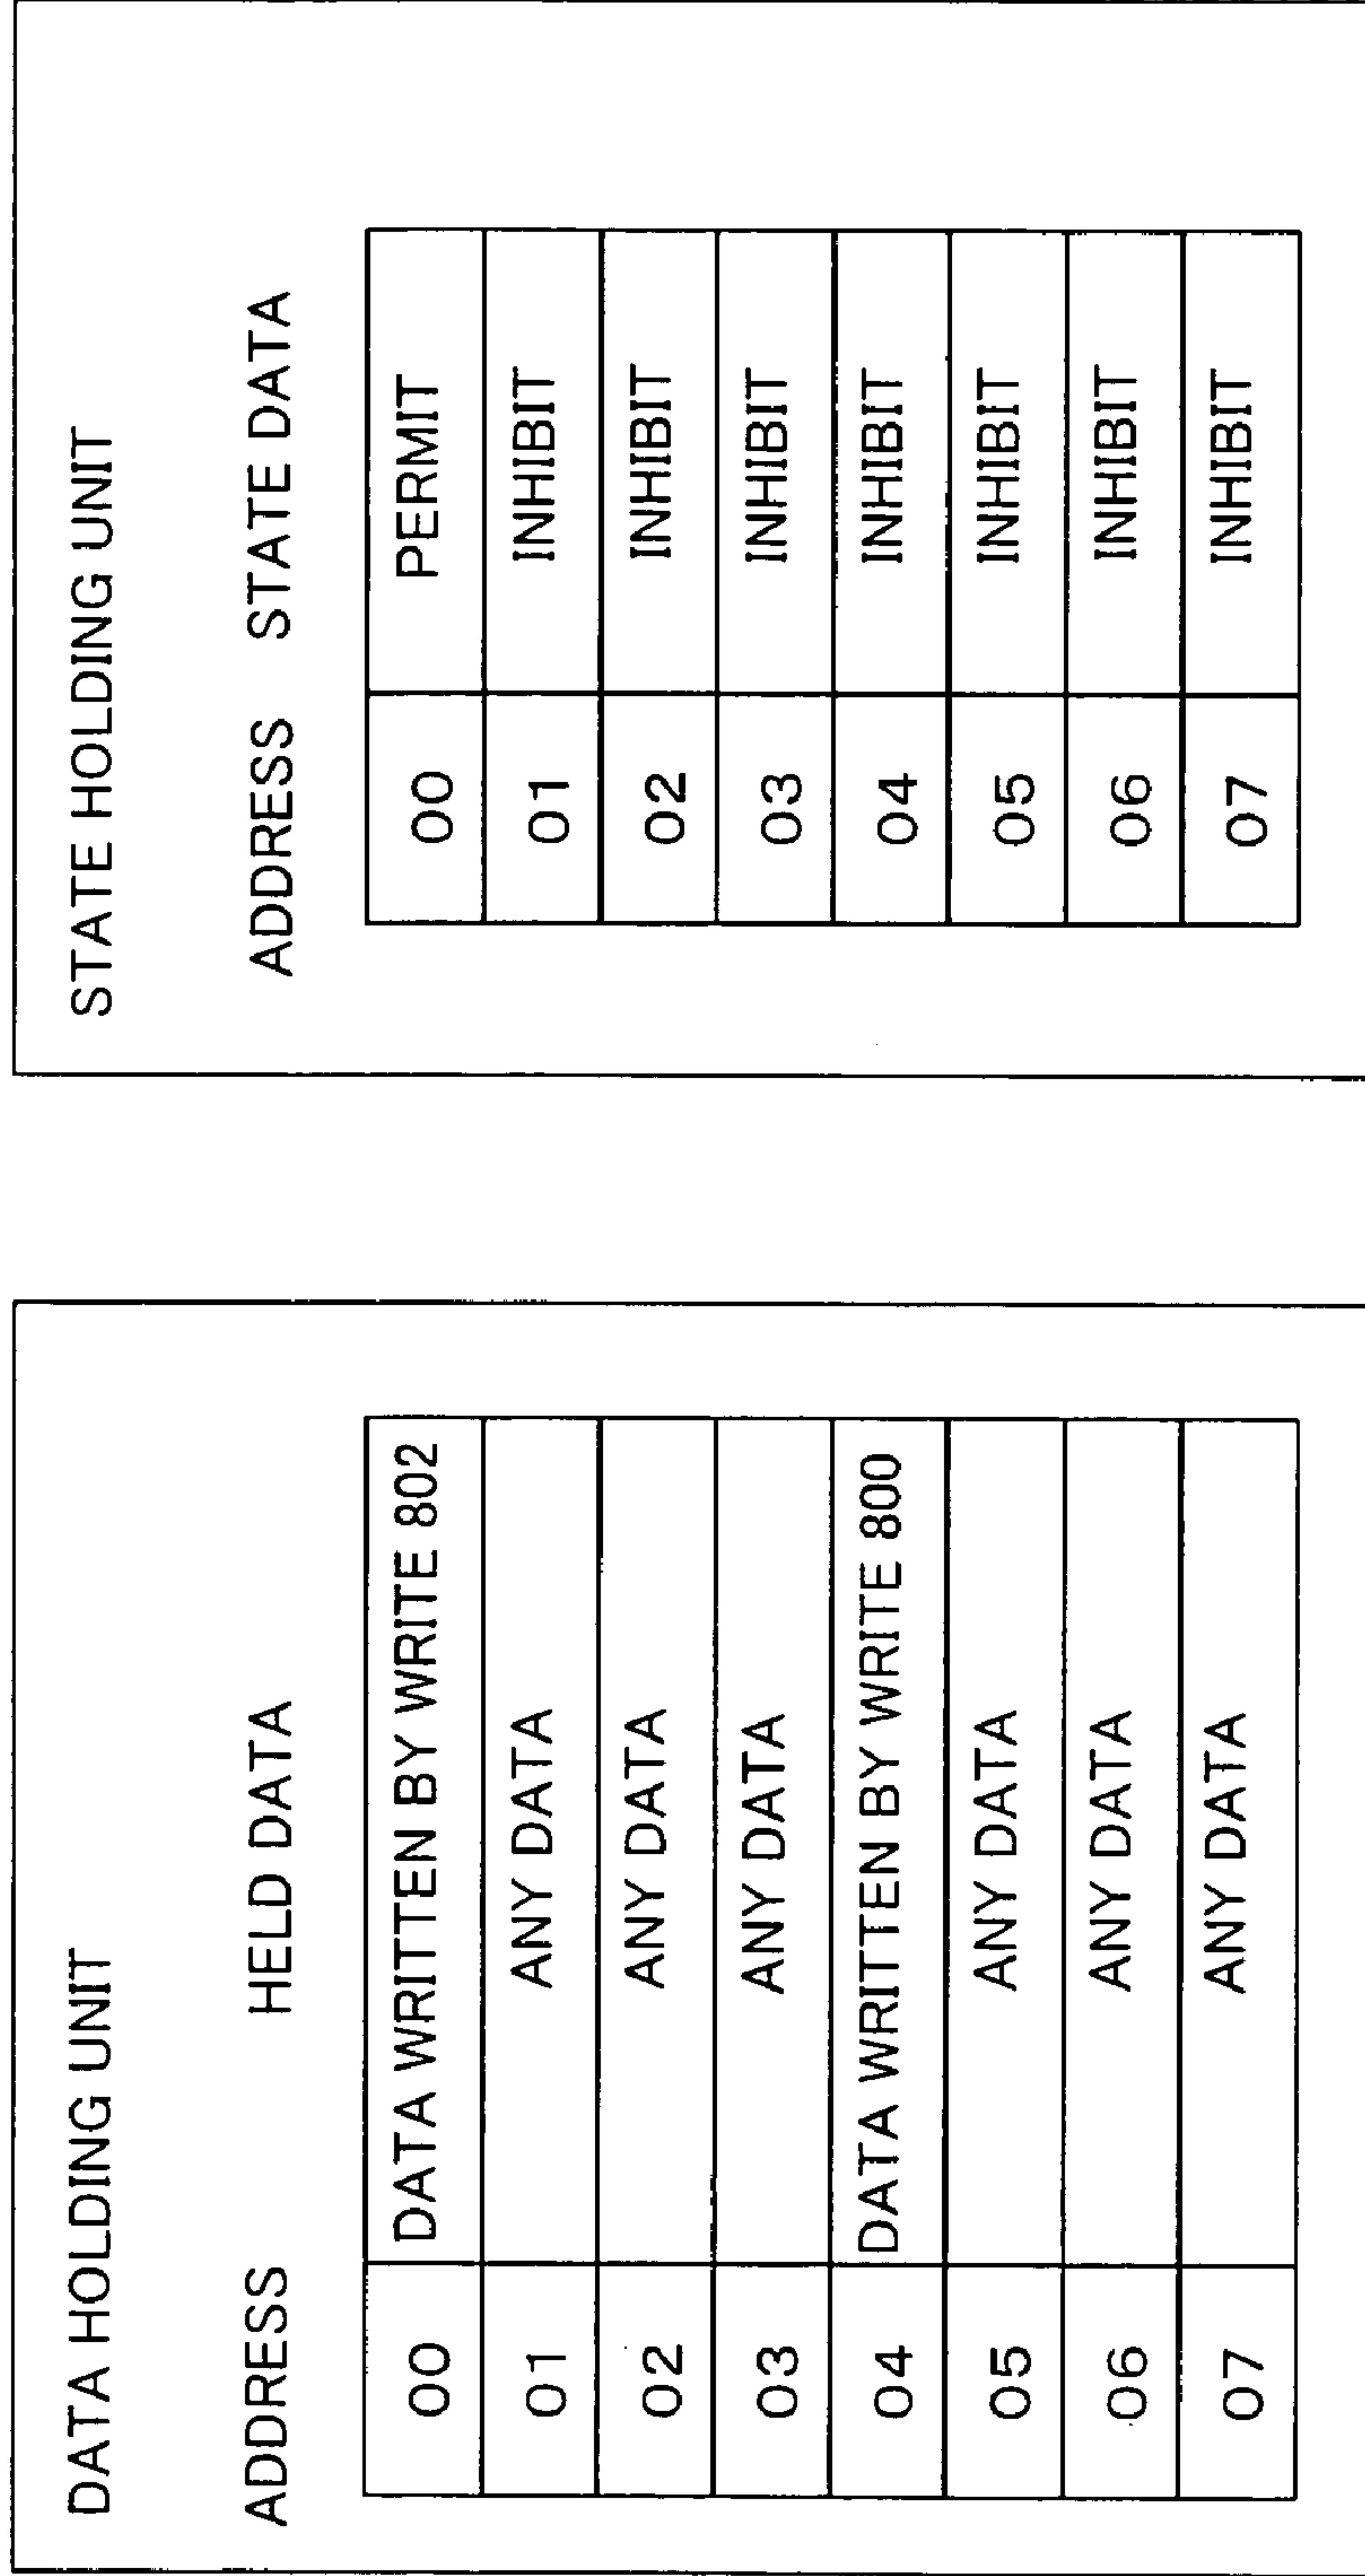 DATA HOLDING UNIT
ADDRESS HELD DATA
00 DATA WRITTEN BY WRITE 802
01 ANY DATA
02 ANY DATA
03 ANY DATA
04 DATA WRITTEN BY WRITE 800
05 ANY DATA
06 ANY DATA
07 ANY DATA
STATE HOLDING UNIT
ADDRESS STATE DATA
00 PERMIT
01 INHIBIT
02 INHIBIT
03 INHIBIT
04 INHIBIT
05 INHIBIT
06 INHIBIT
07 INHIBIT